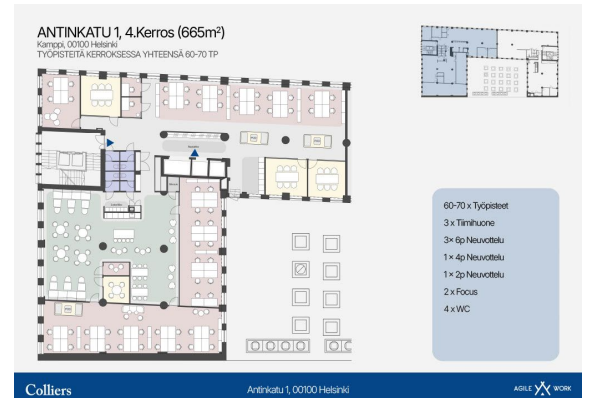 ANTINKATU 1, 4.Kerros (665m²)
Kamppi, 00100 Helsinki
TYÖPISTEITÄ KERROKSESSA YHTEENSÄ 60-70 TP
60-70 x Työpisteet
3 x Tiimihuone
3× 6p Neuvottelu
1 × 4p Neuvottelu
1 × 2p Neuvottelu
2 x Focus
4 x WC
Colliers
Antinkatu 1, 00100 Helsinki
AGILE WORK